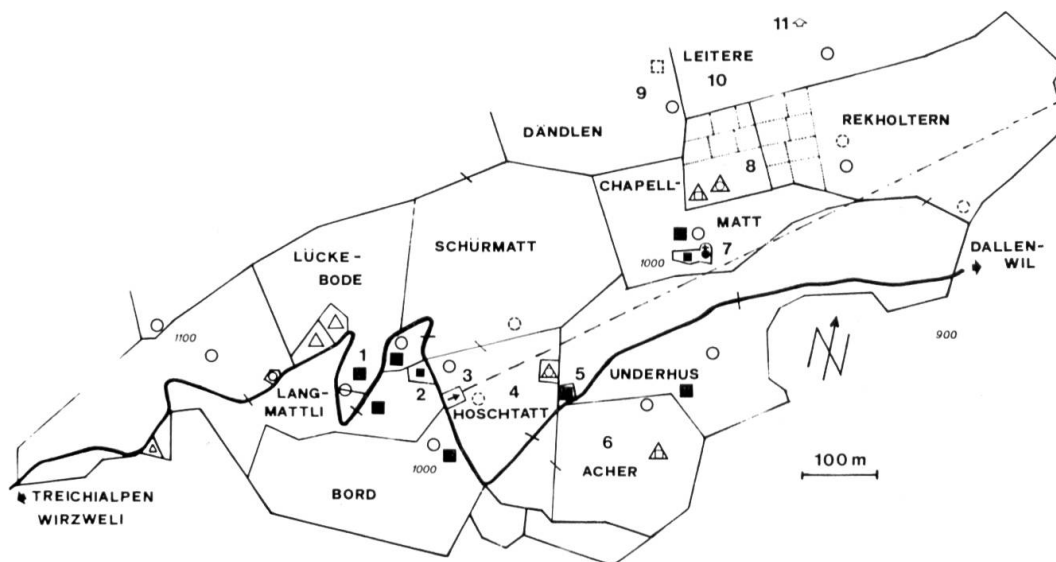 11
LEITERE
10
9
REKHOLTERN
DÄNDLEN
8
CHAPELL-
MATT
7
1000
SCHÜRMATT
LÜCKE-
BODE
DALLEN-
WIL
1100
900
N
1
2
3
4
5
LANG-
MATTLI
HOSCHTATT
UNDERHUS
6
ACHER
1000
BORD
100 m
TREICHIALPEN
WIRZWELI